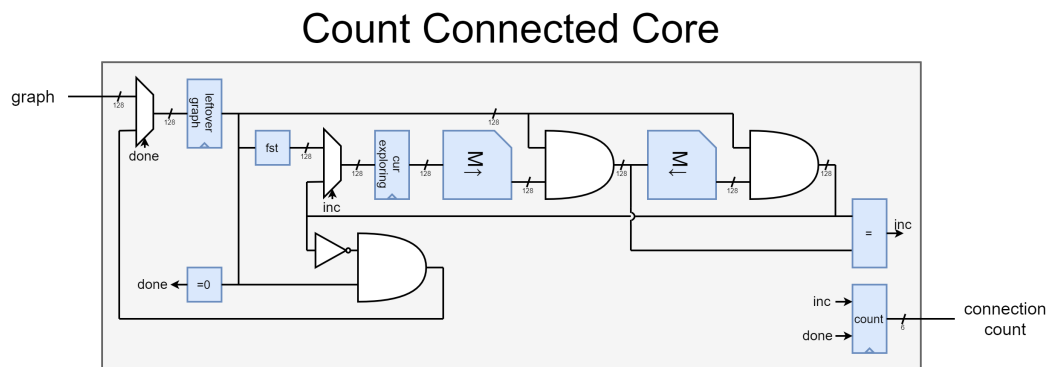 Count Connected Core
graph
128
done
128
leftover
graph
128
fst
128
inc
128
cur
exploring
128
M↑
128
128
M↓
128
128
=
inc
done
=0
inc
done
count
6
connection
count